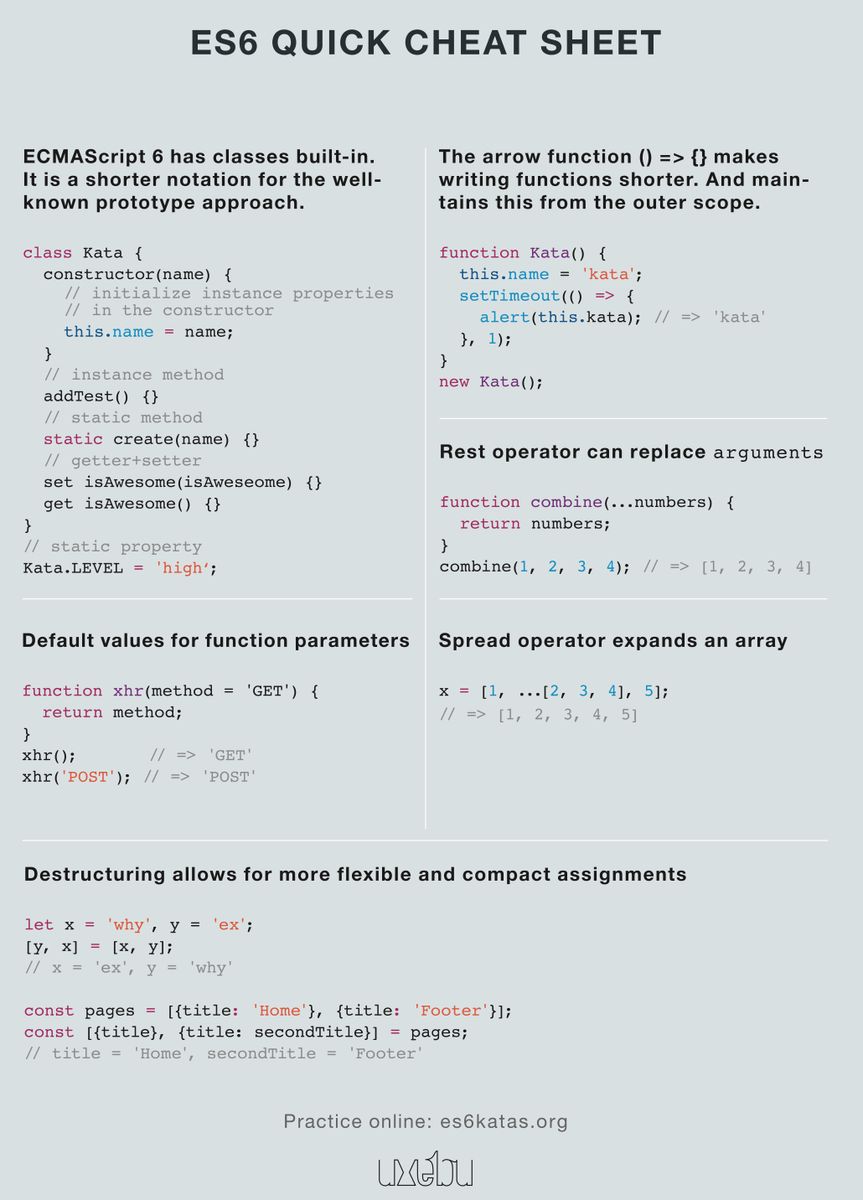 ES6 QUICK CHEAT SHEET
ECMAScript 6 has classes built-in.
It is a shorter notation for the well-
known prototype approach.
class Kata {
  constructor(name) {
    // initialize instance properties
    // in the constructor
    this.name = name;
  }
  // instance method
  addTest() {}
  // static method
  static create(name) {}
  // getter+setter
  set isAwesome(isAweseome) {}
  get isAwesome() {}
}
// static property
Kata.LEVEL = 'high‘;
Default values for function parameters
function xhr(method = 'GET') {
  return method;
}
xhr();       // => 'GET'
xhr('POST'); // => 'POST'
The arrow function () => {} makes
writing functions shorter. And main-
tains this from the outer scope.
function Kata() {
  this.name = 'kata';
  setTimeout(() => {
    alert(this.kata); // => 'kata'
  }, 1);
}
new Kata();
Rest operator can replace arguments
function combine(...numbers) {
  return numbers;
}
combine(1, 2, 3, 4); // => [1, 2, 3, 4]
Spread operator expands an array
x = [1, ...[2, 3, 4], 5];
// => [1, 2, 3, 4, 5]
Destructuring allows for more flexible and compact assignments
let x = 'why', y = 'ex';
[y, x] = [x, y];
// x = 'ex', y = 'why'
const pages = [{title: 'Home'}, {title: 'Footer'}];
const [{title}, {title: secondTitle}] = pages;
// title = 'Home', secondTitle = 'Footer'
Practice online: es6katas.org
uxebu